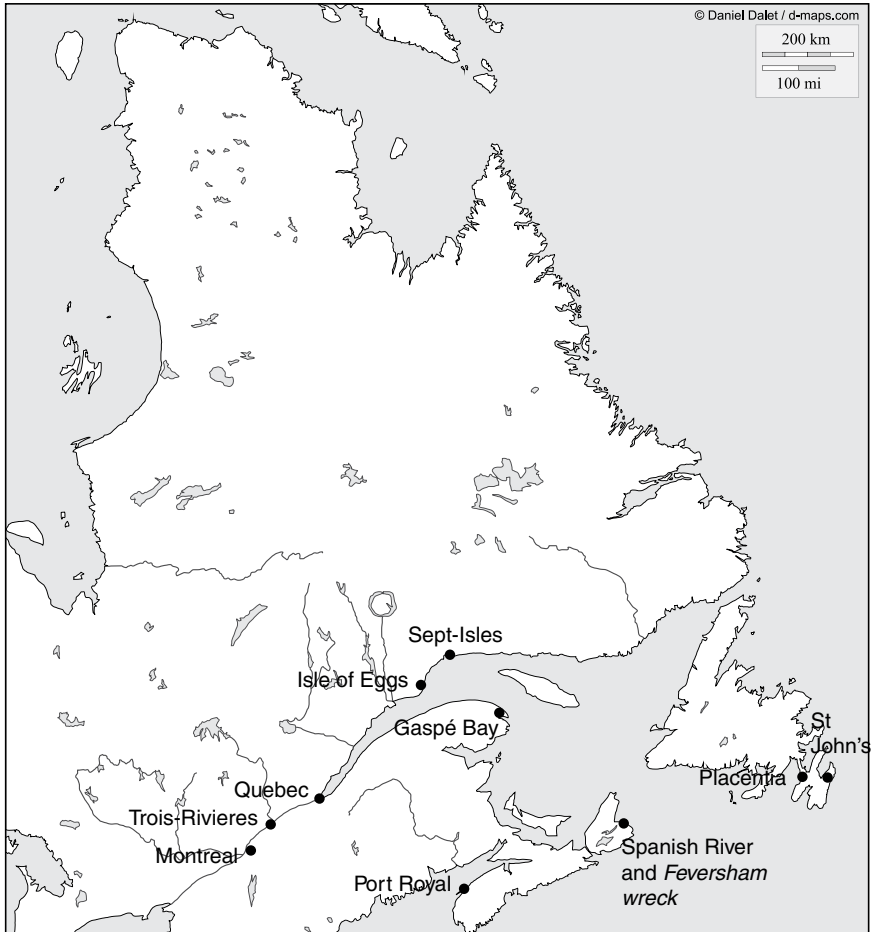 © Daniel Dalet / d-maps.com
200 km
100 mi
Sept-Isles
Isle of Eggs
Gaspé Bay
St
John's
Placentia
Quebec
Trois-Rivieres
Montreal
Spanish River
and Feversham
wreck
Port Royal